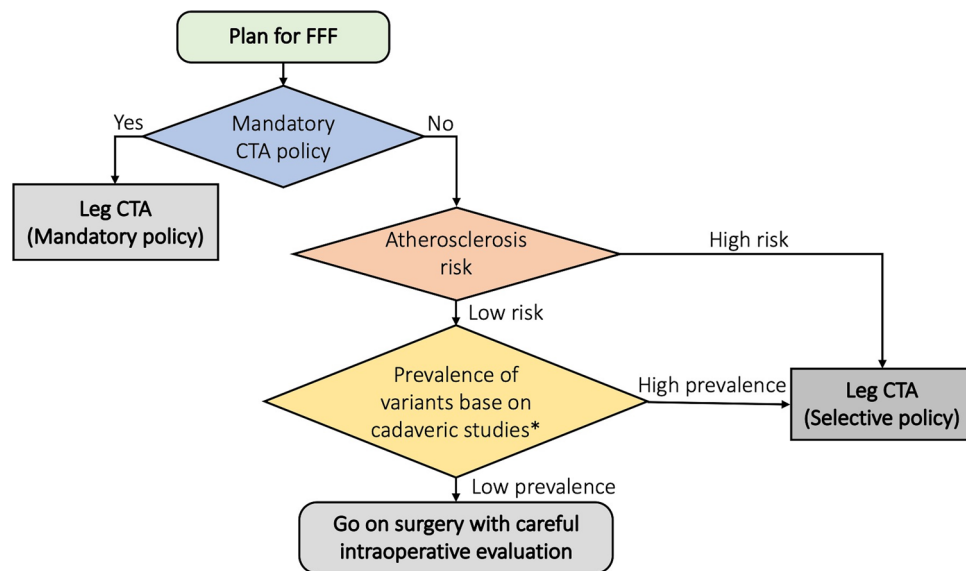 Plan for FFF
Yes
Mandatory
CTA policy
No
Leg CTA
(Mandatory policy)
Atherosclerosis
risk
High risk
Low risk
Prevalence of
variants base on
cadaveric studies*
High prevalence
Leg CTA
(Selective policy)
Low prevalence
Go on surgery with careful
intraoperative evaluation